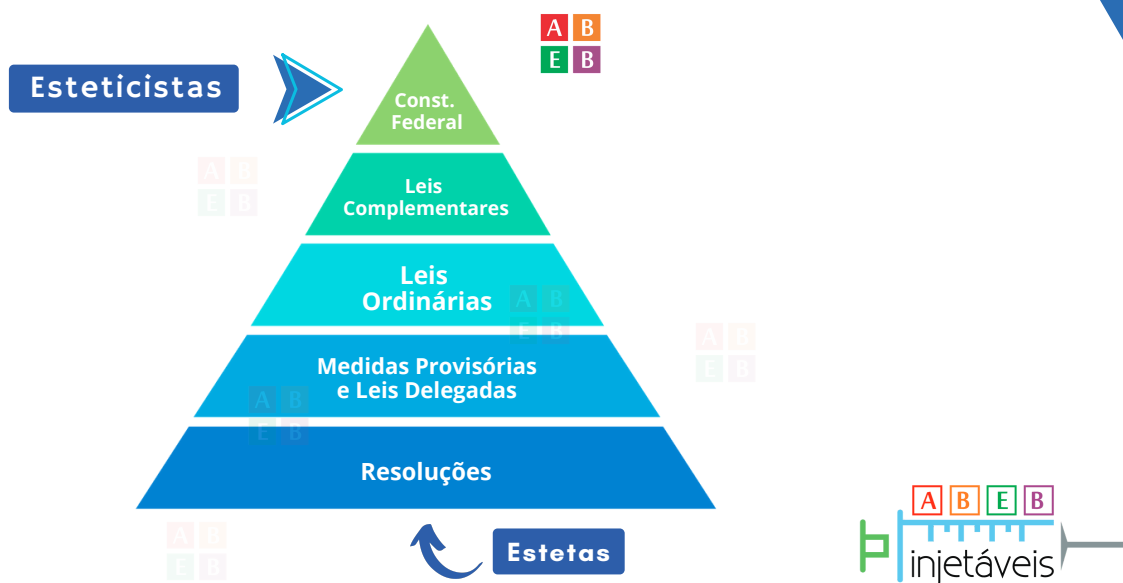 A B
E B
Esteticistas
Const.
Federal
A B
E B
Leis
Complementares
Leis
Ordinárias
A B
E B
A B
E B
Medidas Provisórias
e Leis Delegadas
A B
E B
Resoluções
A B E B
injetáveis
A B
E B
Estetas